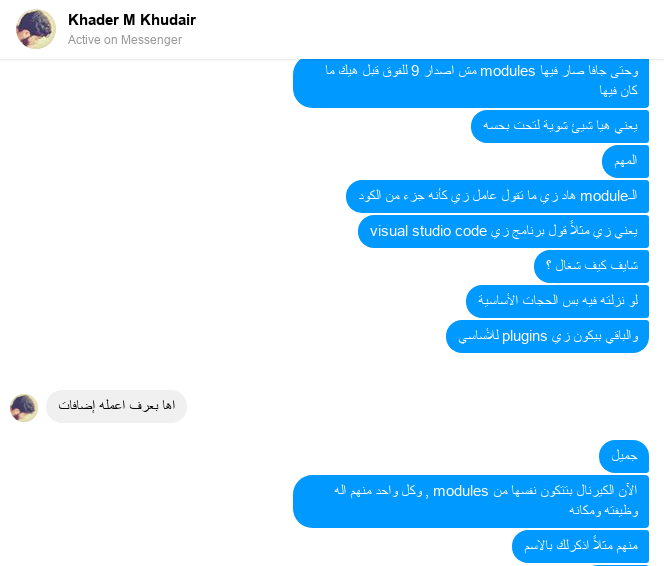 Khader M Khudair
Active on Messenger
وحتى جافا صار فيها modules مش اصدار 9 للفوق قبل هيك ما
كان فيها
يعني هيا شيئ شوية لتحت بحسه
المهم
الـmodule هاد زي ما تقول عامل زي كأنه جزء من الكود
يعني زي مثلاً قول برنامج زي visual studio code
شايف كيف شغال ؟
لو نزلته فيه بس الحجات الأساسية
والباقي بيكون زي plugins للأساسي
اها بعرف اعمله إضافات
جميل
الأن الكيرنال بتتكون نفسها من modules , وكل واحد منهم اله
وظيفته ومكانه
منهم مثلاً اذكرلك بالاسم